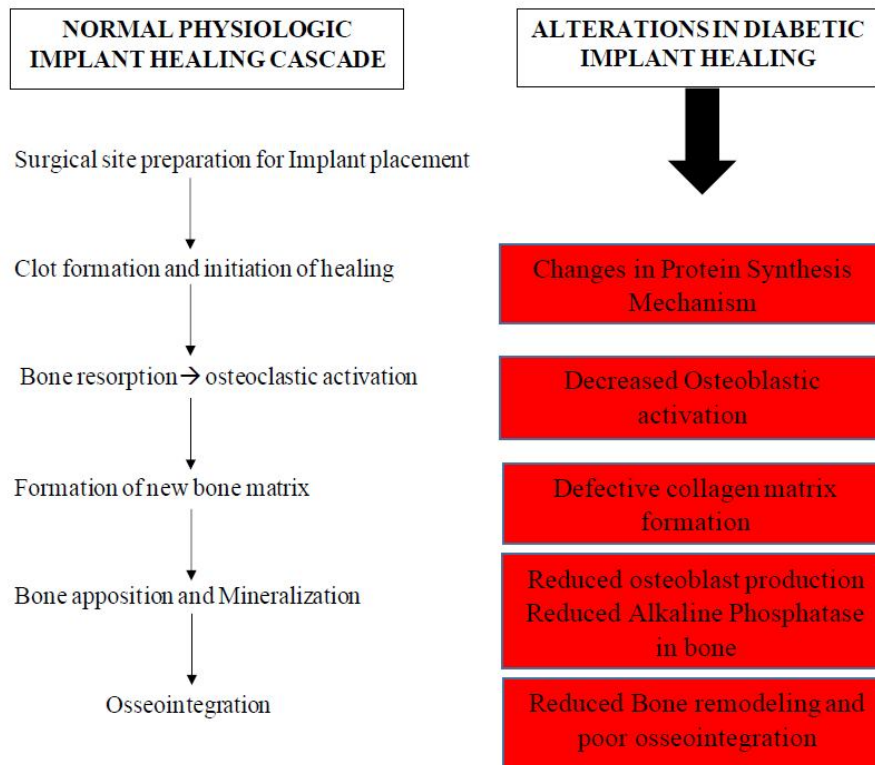 NORMAL PHYSIOLOGIC
IMPLANT HEALING CASCADE
Surgical site preparation for Implant placement
Clot formation and initiation of healing
Bone resorption→ osteoclastic activation
Formation of new bone matrix
Bone apposition and Mineralization
Osseointegration
ALTERATIONS IN DIABETIC
IMPLANT HEALING
Changes in Protein Synthesis
Mechanism
Decreased Osteoblastic
activation
Defective collagen matrix
formation
Reduced osteoblast production
Reduced Alkaline Phosphatase
in bone
Reduced Bone remodeling and
poor osseointegration